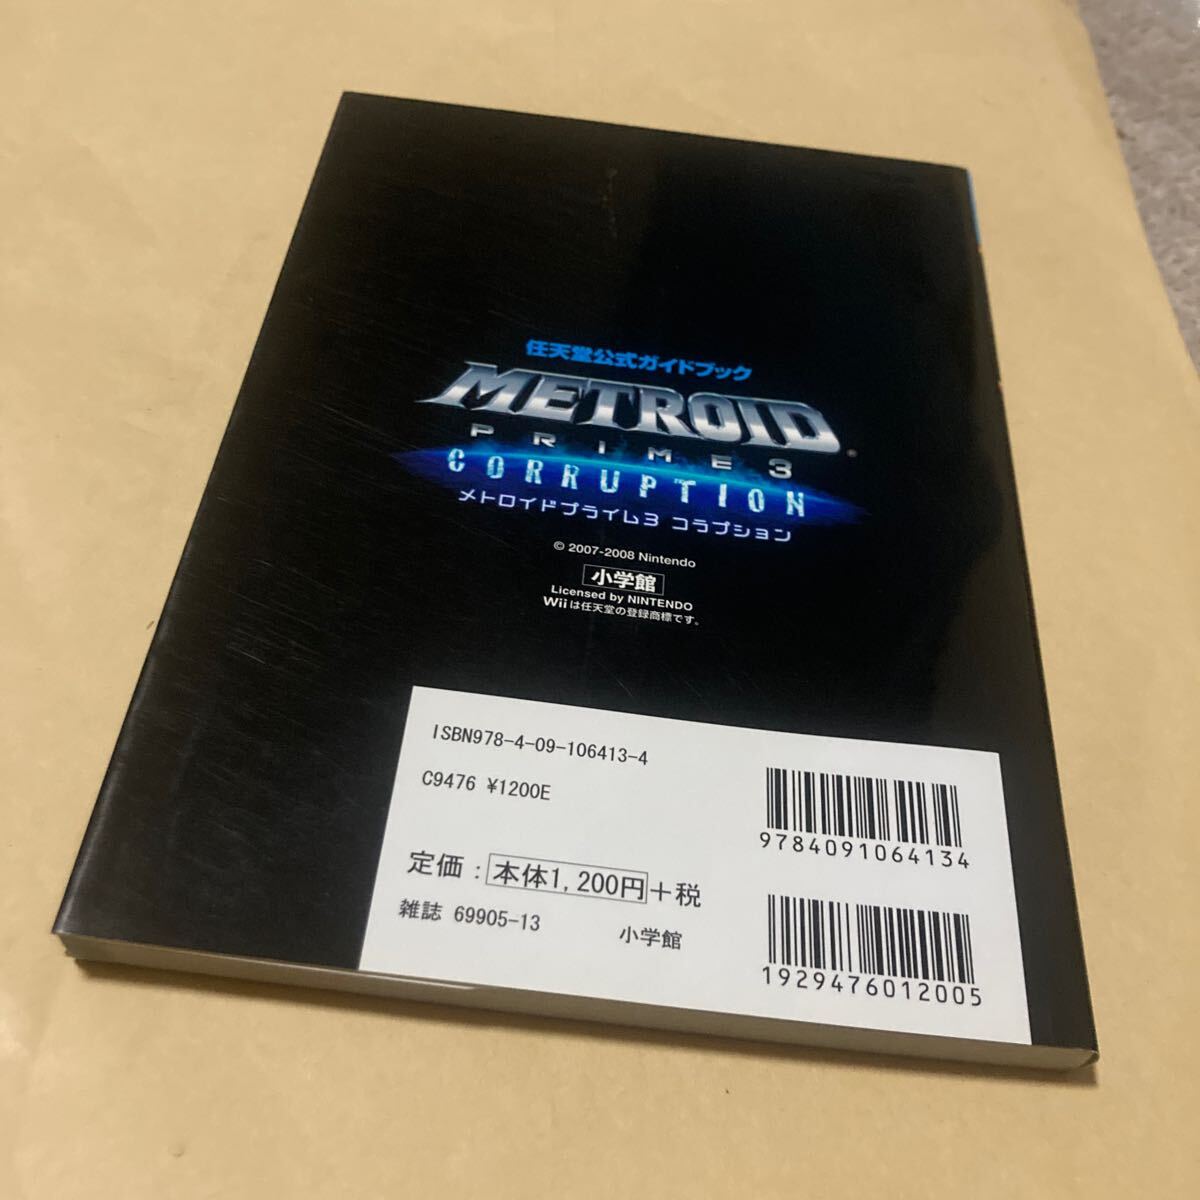 任天堂公式ガイドブック
METROID®
PRIME 3
CORRUPTION
メトロイドプライム3 コラプション
© 2007-2008 Nintendo
小学館
Licensed by NINTENDO
Wiiは任天堂の登録商標です。
ISBN978-4-09-106413-4
C9476 ¥1200E
定価：本体1,200円+税
雑誌 69905-13 小学館
9784091064134
1929476012005